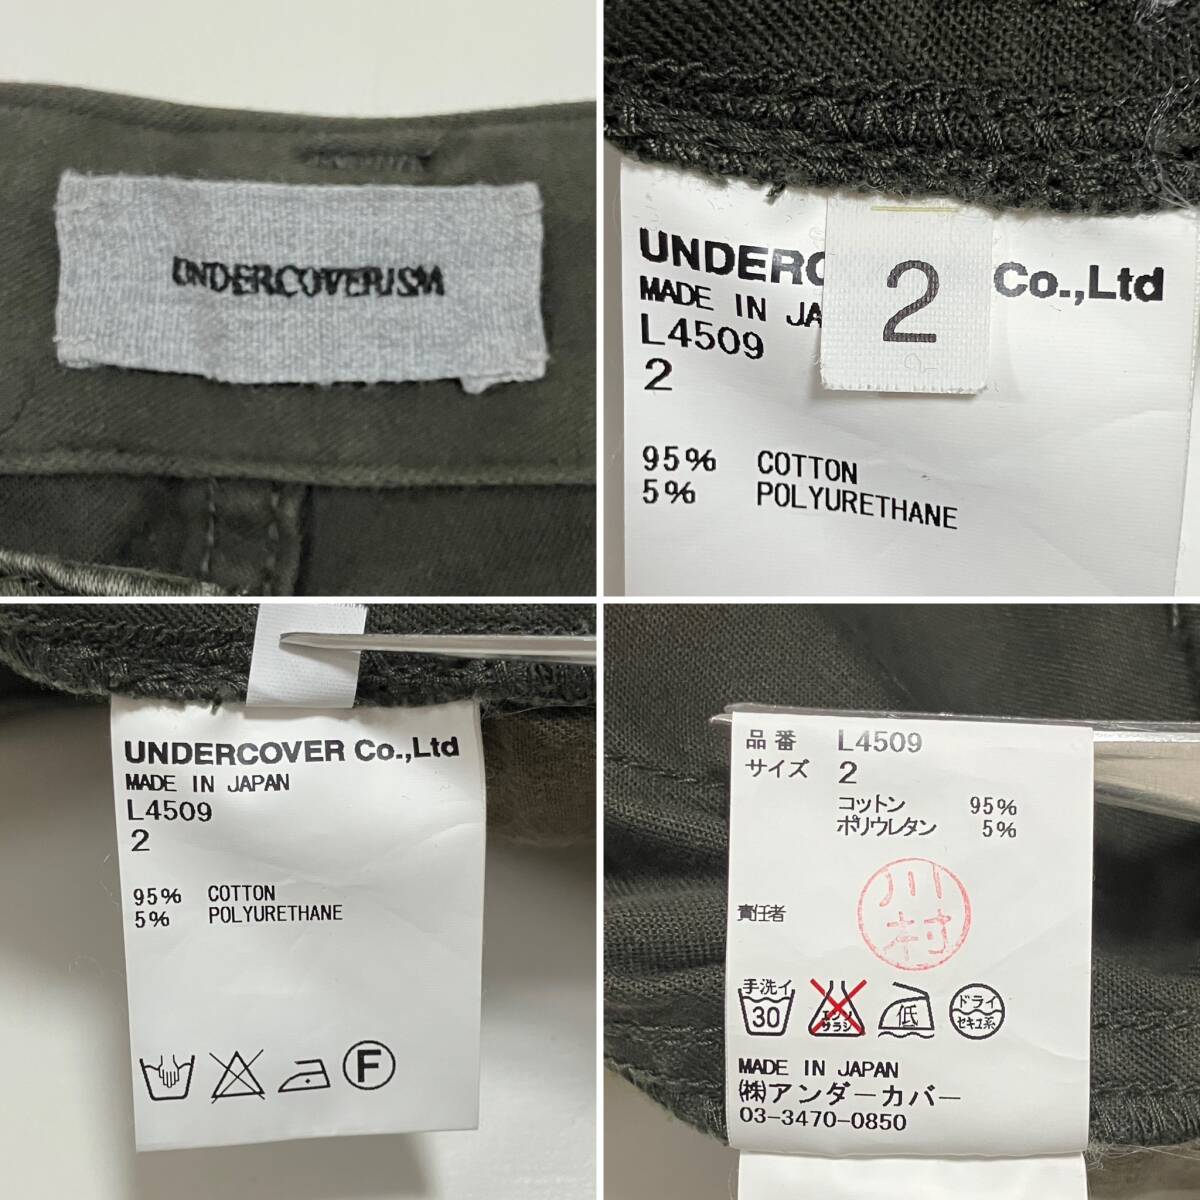 UNDERCOVERISM
UNDERC Co.,Ltd
MADE IN JA
L4509
2
2
95% COTTON
5% POLYURETHANE
UNDERCOVER Co.,Ltd
MADE IN JAPAN
L4509
2
95% COTTON
5% POLYURETHANE
F
品番 L4509
サイズ 2
コットン 95%
ポリウレタン 5%
責任者
川村
手洗イ
30
エンソ
サラシ
低
ドライ
セキユ系
MADE IN JAPAN
㈱アンダーカバー
03-3470-0850